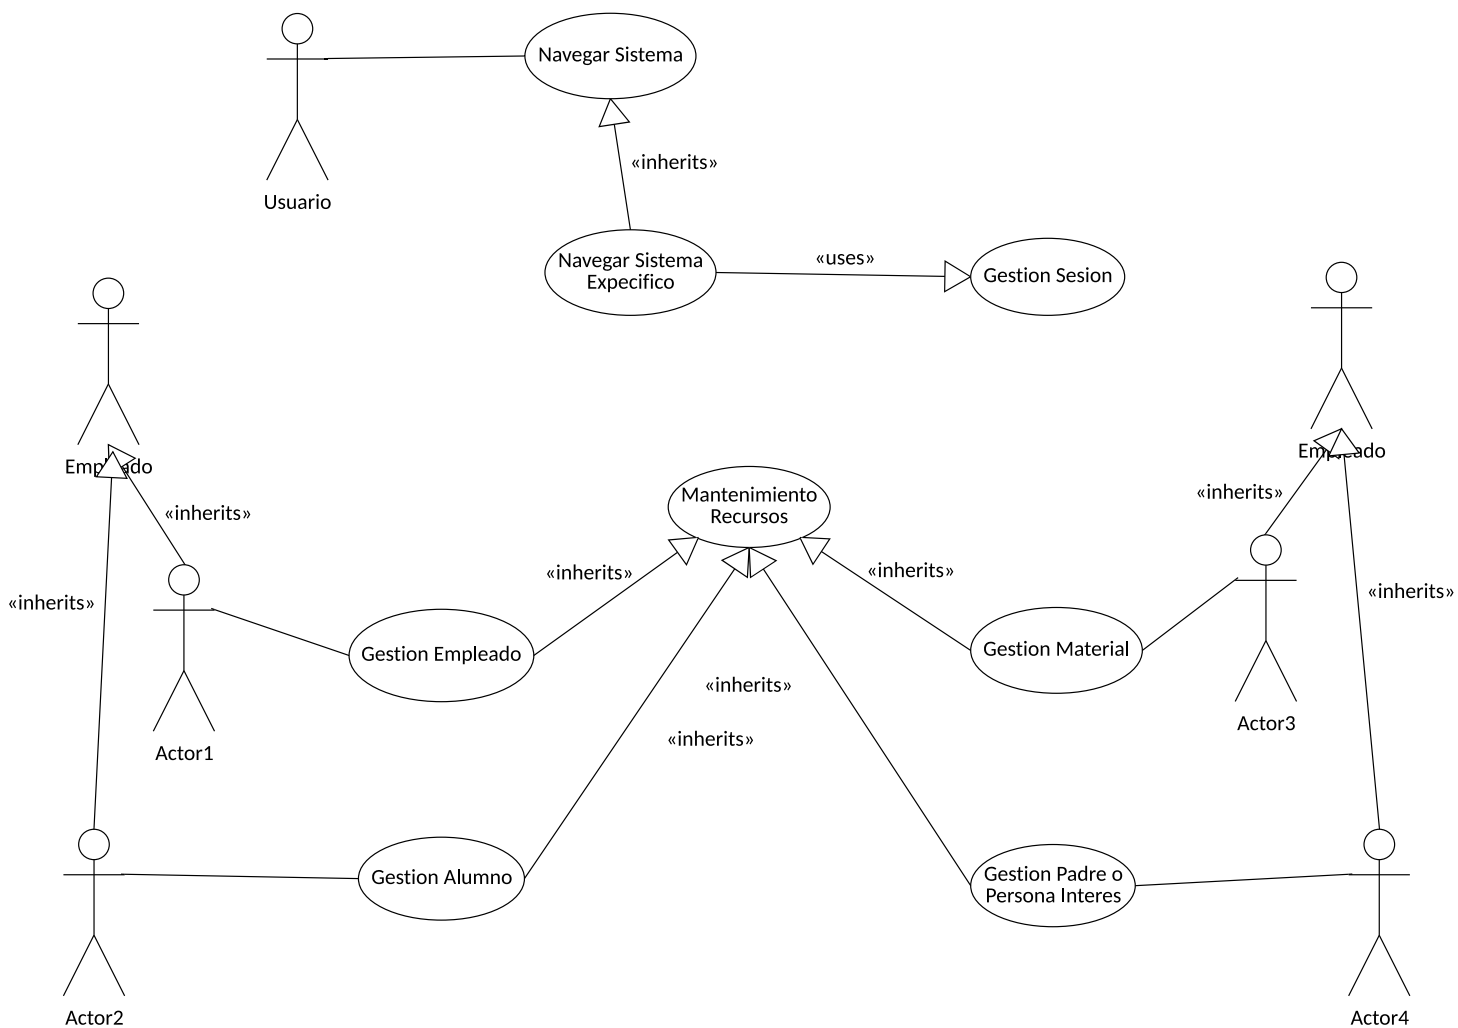 Navegar Sistema
«inherits»
Usuario
Navegar Sistema
Expecifico
«uses»
Gestion Sesion
Empleado
Empleado
«inherits»
«inherits»
Mantenimiento
Recursos
«inherits»
«inherits»
«inherits»
«inherits»
Gestion Empleado
Gestion Material
«inherits»
Actor3
«inherits»
Actor1
Gestion Alumno
Gestion Padre o
Persona Interes
Actor2
Actor4